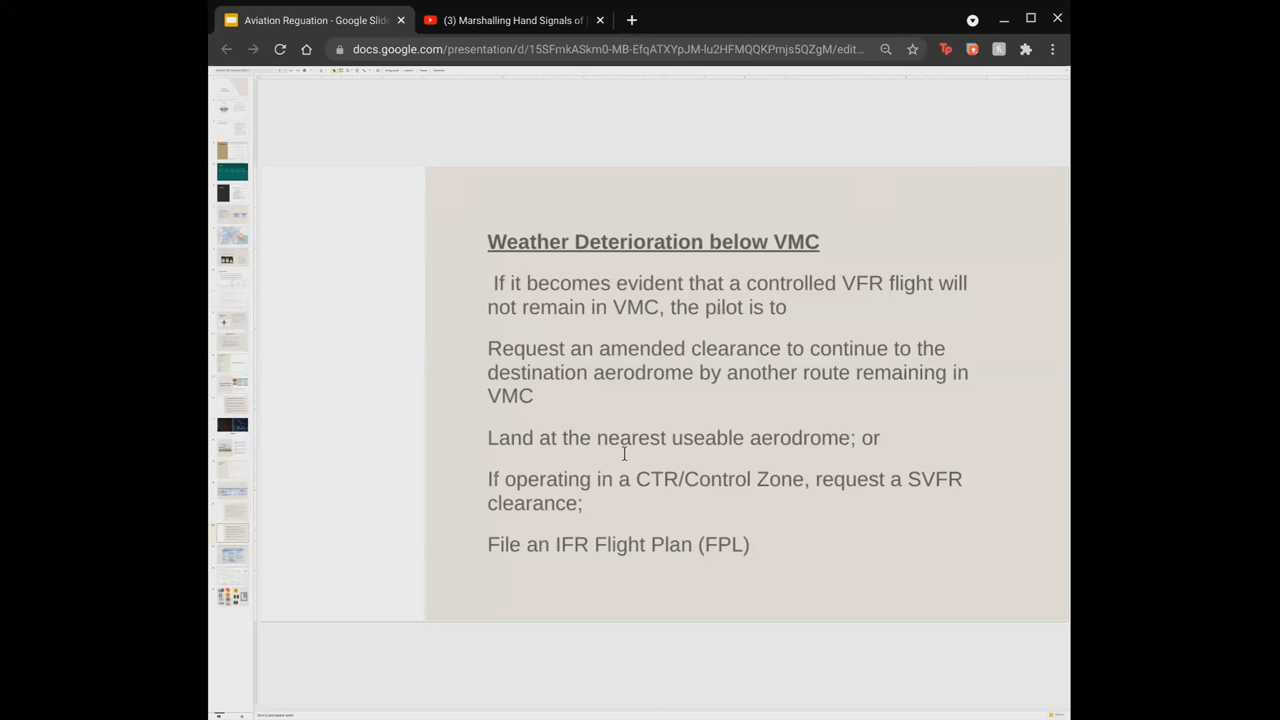 Aviation Reguation - Google Slide
(3) Marshalling Hand Signals of
docs.google.com/presentation/d/15SFmkASkm0-MB-EfqATXYpJM-lu2HFMQQKPmjs5QZgM/edit...
Weather Deterioration below VMC
If it becomes evident that a controlled VFR flight will
not remain in VMC, the pilot is to
Request an amended clearance to continue to the
destination aerodrome by another route remaining in
VMC
Land at the nearest useable aerodrome; or
If operating in a CTR/Control Zone, request a SVFR
clearance;
File an IFR Flight Plan (FPL)